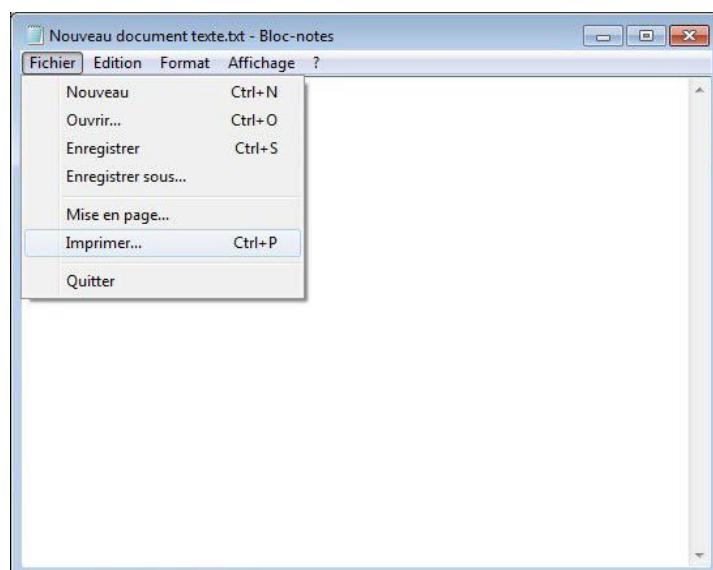 Nouveau document texte.txt - Bloc-notes
Fichier Edition Format Affichage ?
Nouveau Ctrl+N
Ouvrir... Ctrl+O
Enregistrer Ctrl+S
Enregistrer sous...
Mise en page...
Imprimer... Ctrl+P
Quitter